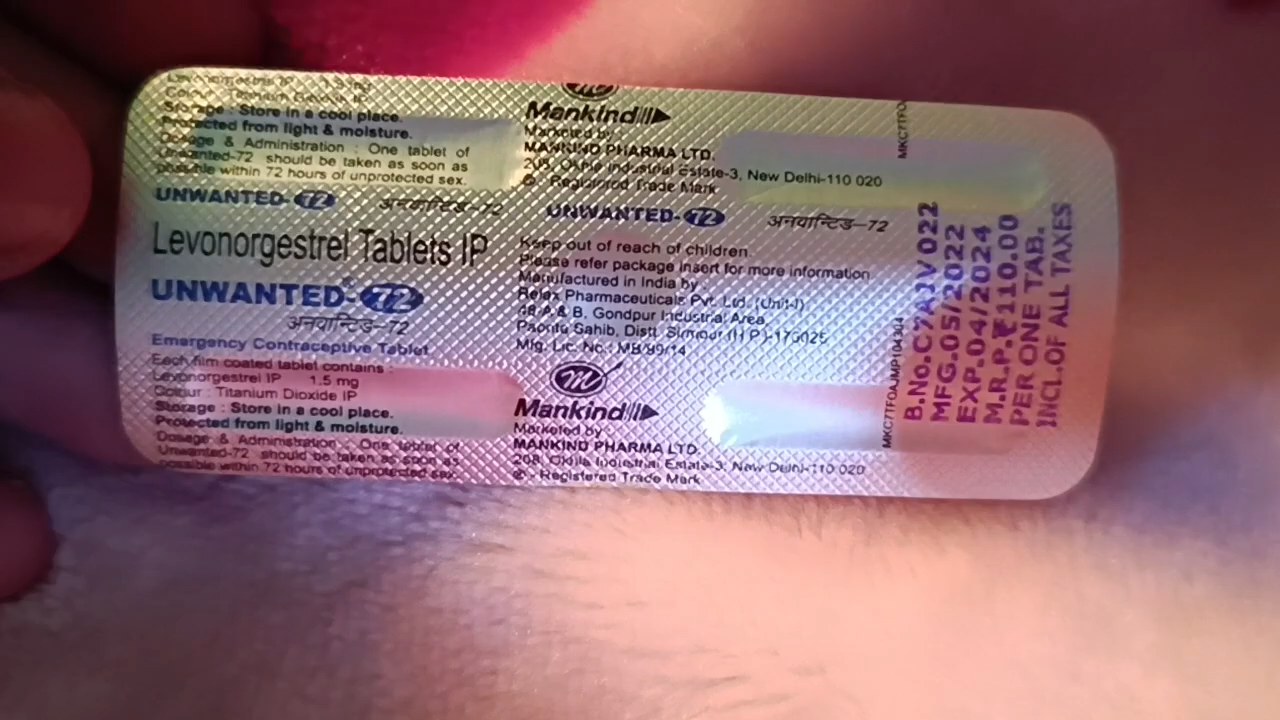 Levonorgestrel IP 1.5 mg
Colour : Titanium Dioxide IP
Storage : Store in a cool place.
Protected from light & moisture.
Dosage & Administration : One tablet of
Unwanted-72 should be taken as soon as
possible within 72 hours of unprotected sex.
UNWANTED-72 अनवान्टिड-72
Levonorgestrel Tablets IP
UNWANTED-72
अनवान्टिड-72
Emergency Contraceptive Tablet
Each film coated tablet contains :
Levonorgestrel IP 1.5 mg
Colour : Titanium Dioxide IP
Storage : Store in a cool place.
Protected from light & moisture.
Dosage & Administration : One tablet of
Unwanted-72 should be taken as soon as
possible within 72 hours of unprotected sex.
Mankind
Marketed by :
MANKIND PHARMA LTD.
208, Okhla Industrial Estate-3, New Delhi-110 020
® - Registered Trade Mark
UNWANTED-72 अनवान्टिड-72
Keep out of reach of children.
Please refer package insert for more information
Manufactured in India by :
Relax Pharmaceuticals Pvt. Ltd. (Unit-I)
48 A & B, Gondpur Industrial Area,
Paonta Sahib, Distt. Sirmour (H.P.)-173025
Mfg. Lic. No.: MB/99/14
Mankind
Marketed by :
MANKIND PHARMA LTD.
208, Okhla Industrial Estate-3, New Delhi-110 020
® - Registered Trade Mark
B.No.C7AJV022
MFG.05/2022
EXP.04/2024
M.R.P.₹110.00
PER ONE TAB.
INCL.OF ALL TAXES